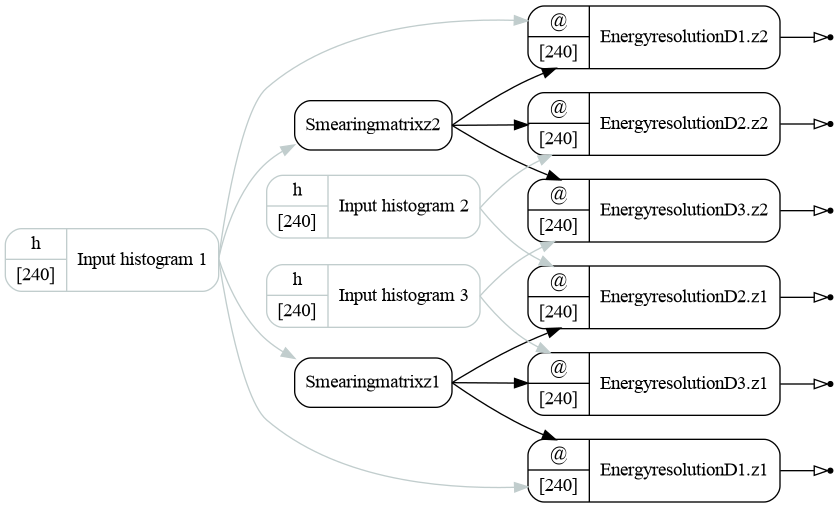 @
[240]
EnergyresolutionD1.z2
Smearingmatrixz2
@
[240]
EnergyresolutionD2.z2
h
[240]
Input histogram 2
@
[240]
EnergyresolutionD3.z2
h
[240]
Input histogram 1
h
[240]
Input histogram 3
@
[240]
EnergyresolutionD2.z1
Smearingmatrixz1
@
[240]
EnergyresolutionD3.z1
@
[240]
EnergyresolutionD1.z1